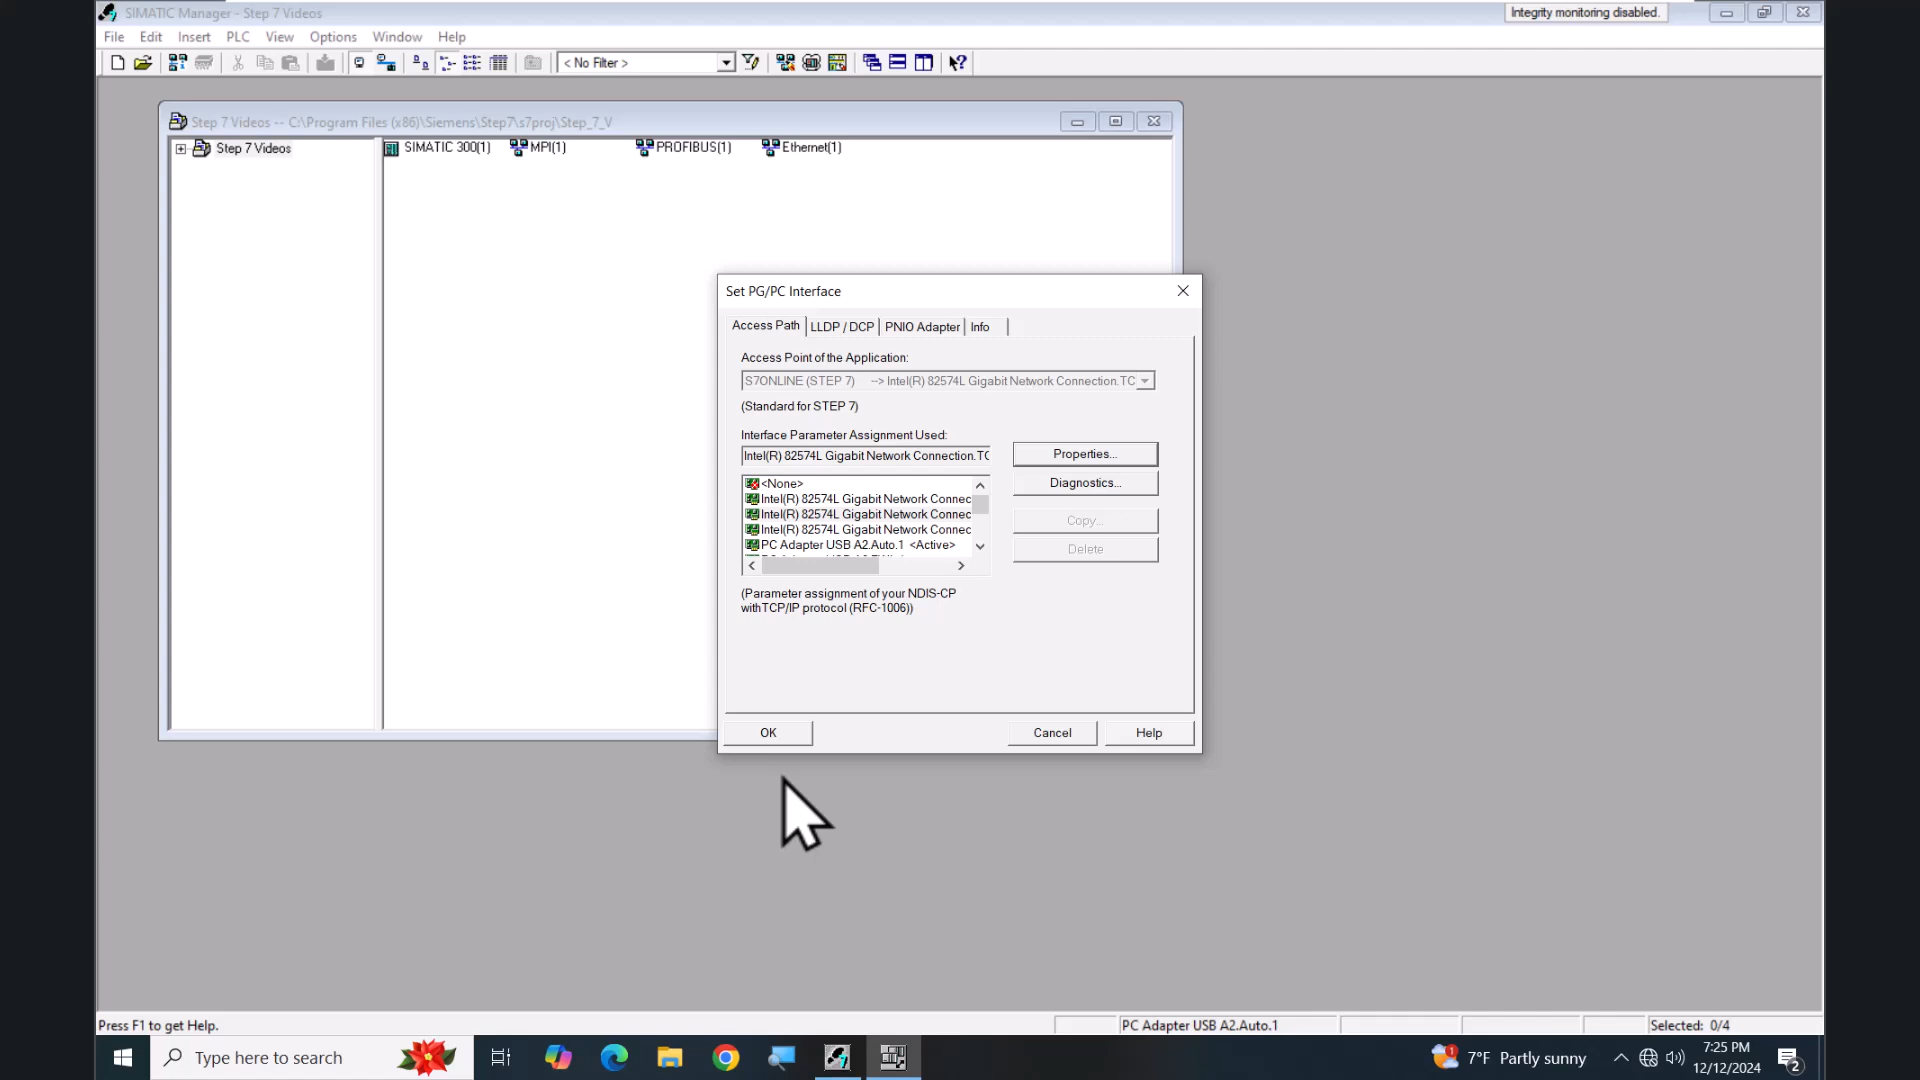 SIMATIC Manager - Step 7 Videos
Integrity monitoring disabled.
File Edit Insert PLC View Options Window Help
< No Filter >
Step 7 Videos -- C:\Program Files (x86)\Siemens\Step7\s7proj\Step_7_V
Step 7 Videos
SIMATIC 300(1) MPI(1) PROFIBUS(1) Ethernet(1)
Set PG/PC Interface
Access Path LLDP / DCP PNIO Adapter Info
Access Point of the Application:
S7ONLINE (STEP 7) --> Intel(R) 82574L Gigabit Network Connection.TC
(Standard for STEP 7)
Interface Parameter Assignment Used:
Intel(R) 82574L Gigabit Network Connection.TC
Properties...
<None>
Diagnostics...
Intel(R) 82574L Gigabit Network Connec
Intel(R) 82574L Gigabit Network Connec
Copy...
Intel(R) 82574L Gigabit Network Connec
PC Adapter USB A2.Auto.1 <Active>
Delete
(Parameter assignment of your NDIS-CP
with TCP/IP protocol (RFC-1006))
OK Cancel Help
Press F1 to get Help.
PC Adapter USB A2.Auto.1
Selected: 0/4
Type here to search
1
7°F Partly sunny
7:25 PM
12/12/2024
2